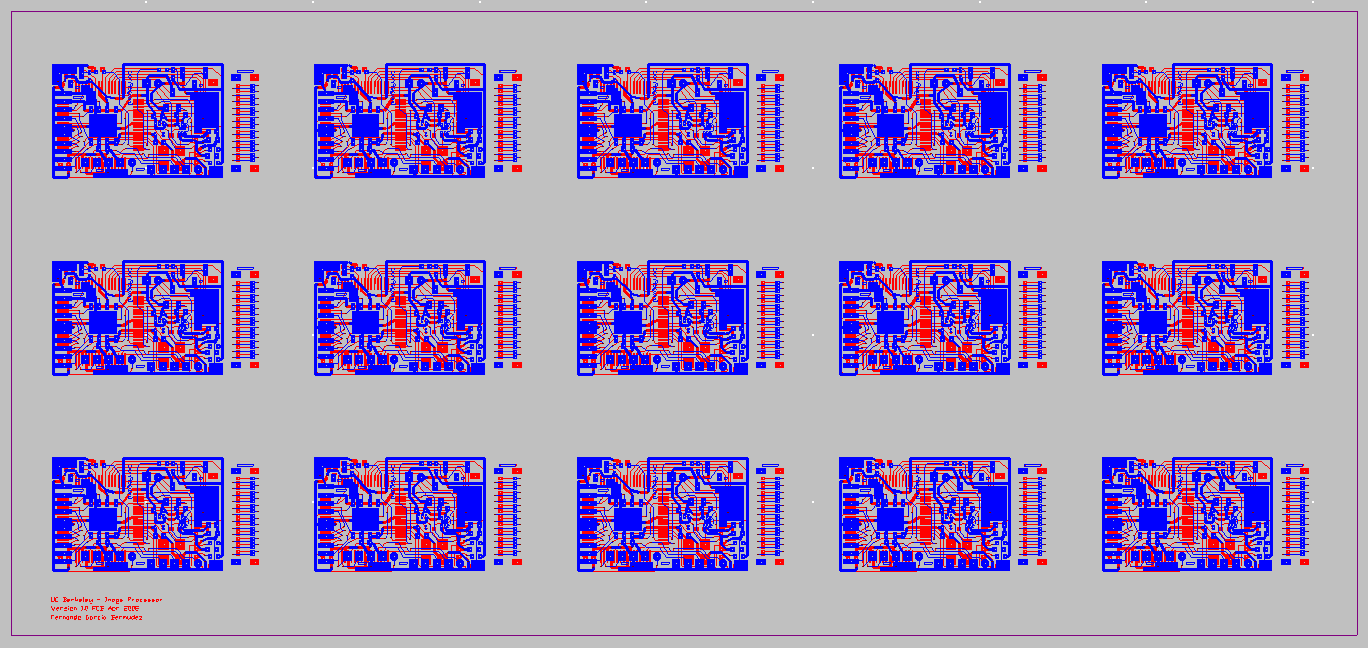 UC Berkeley - Image Processor
Version 1.0 PCB Apr 2008
Fernando Garcia Bermudez